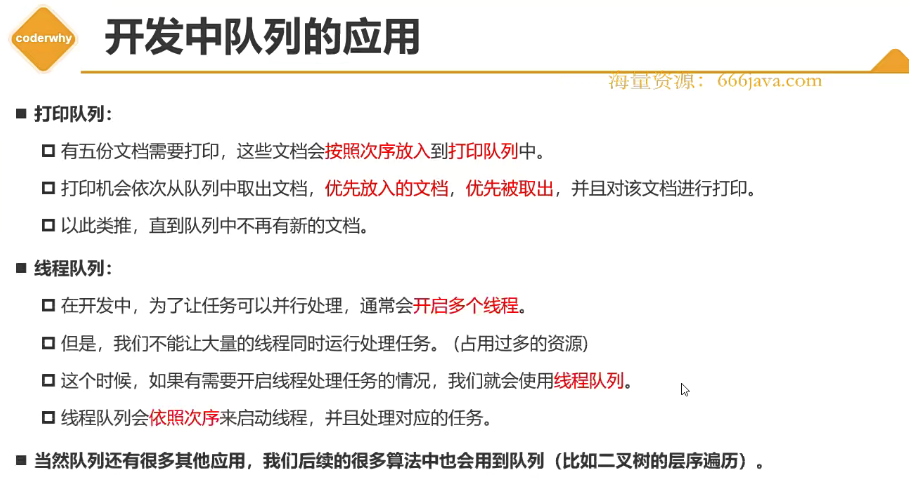 coderwhy
开发中队列的应用
海量资源：666java.com
■ 打印队列：
有五份文档需要打印，这些文档会按照次序放入到打印队列中。
打印机会依次从队列中取出文档，优先放入的文档，优先被取出，并且对该文档进行打印。
以此类推，直到队列中不再有新的文档。
■ 线程队列：
在开发中，为了让任务可以并行处理，通常会开启多个线程。
但是，我们不能让大量的线程同时运行处理任务。（占用过多的资源）
这个时候，如果有需要开启线程处理任务的情况，我们就会使用线程队列。
线程队列会依照次序来启动线程，并且处理对应的任务。
■ 当然队列还有很多其他应用，我们后续的很多算法中也会用到队列（比如二叉树的层序遍历）。